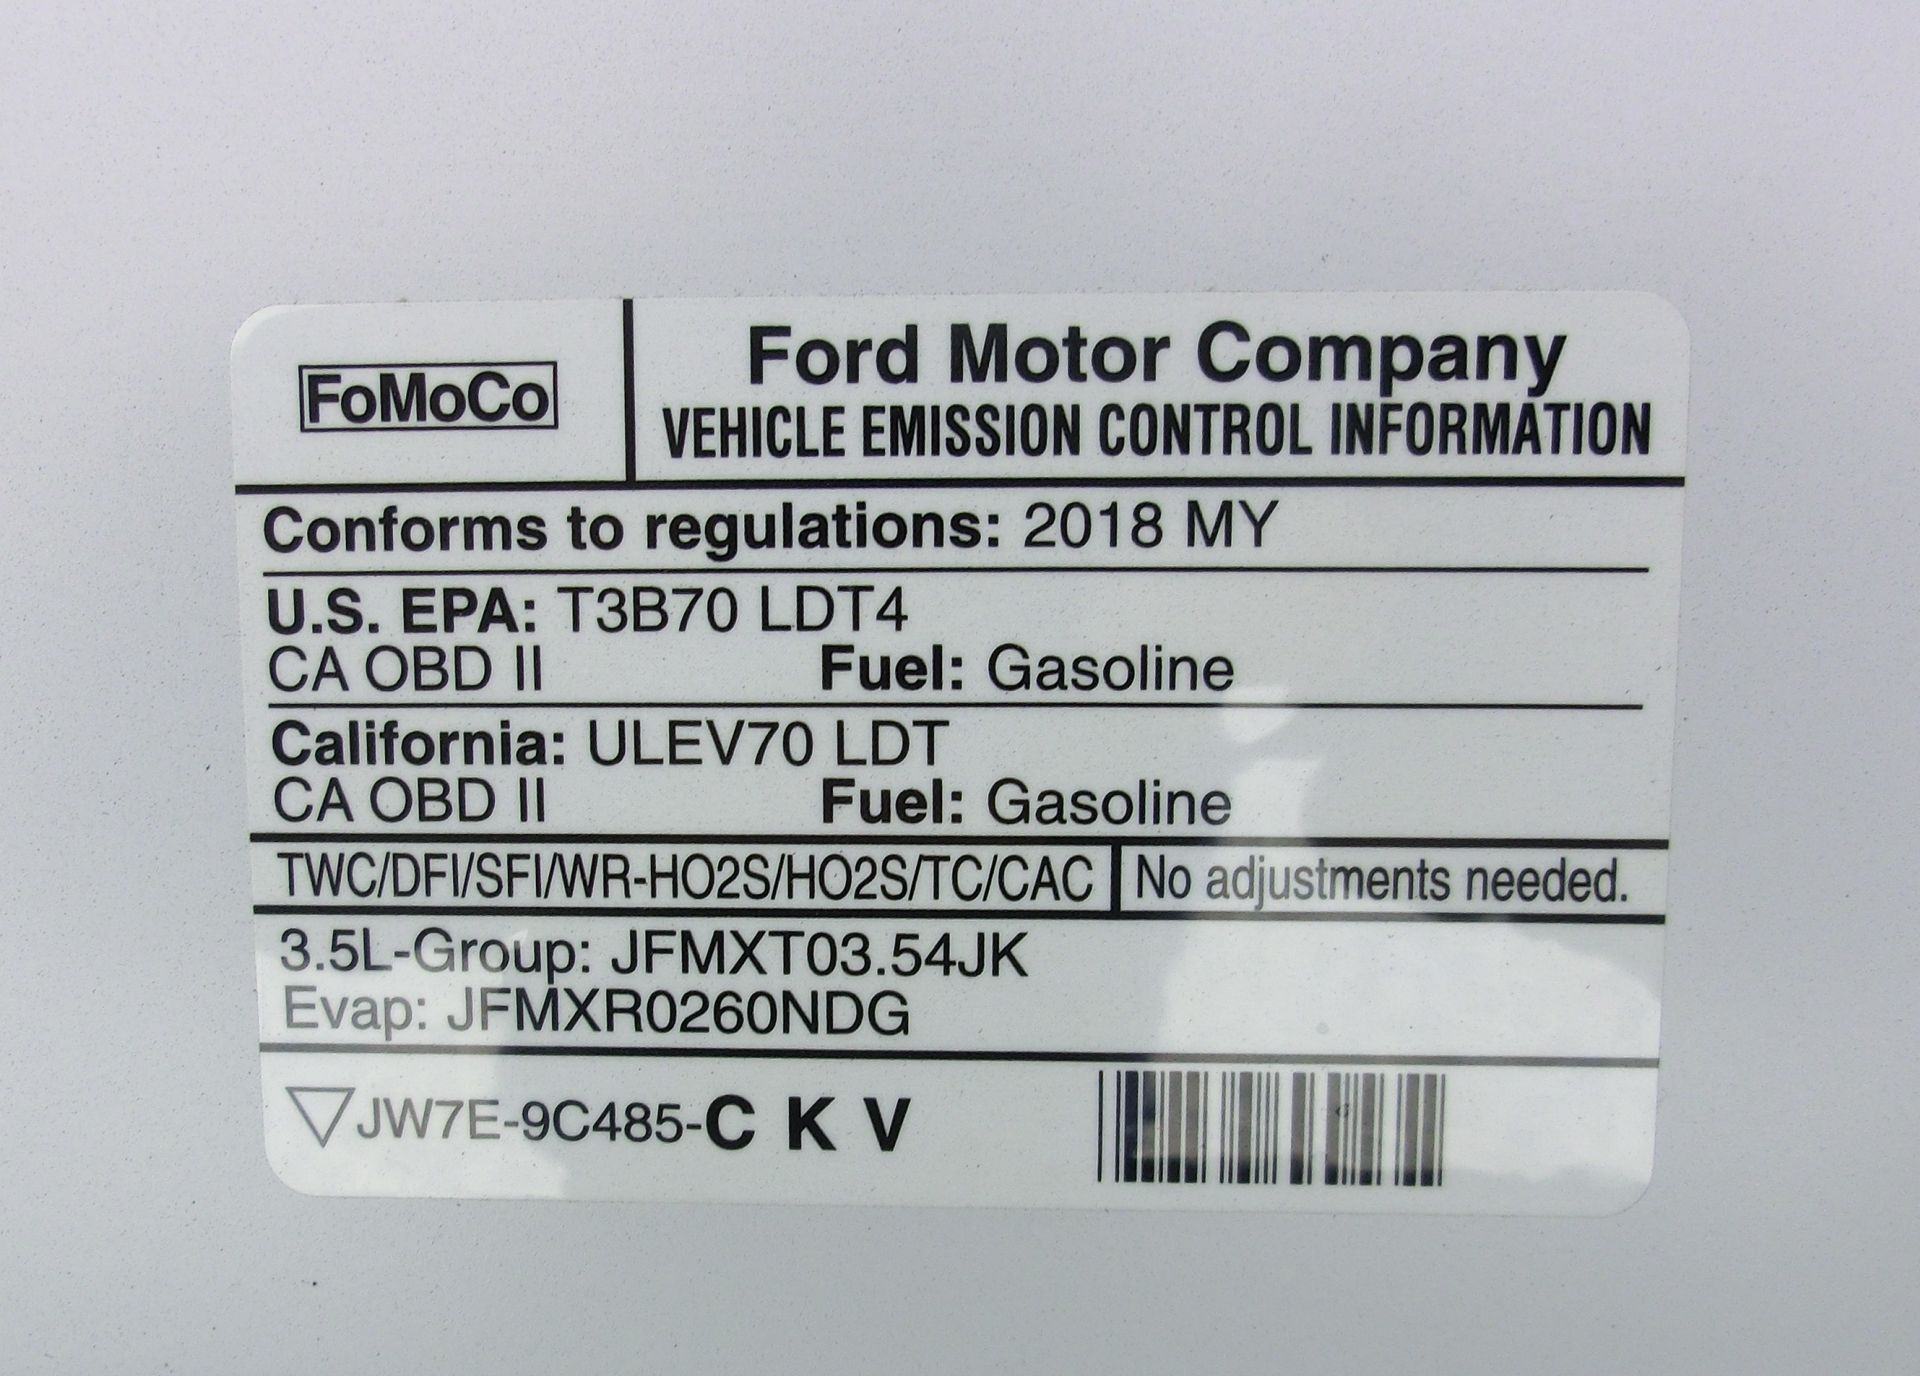 FoMoCo
Ford Motor Company
VEHICLE EMISSION CONTROL INFORMATION
Conforms to regulations: 2018 MY
U.S. EPA: T3B70 LDT4
CA OBD II Fuel: Gasoline
California: ULEV70 LDT
CA OBD II Fuel: Gasoline
TWC/DFI/SFI/WR-HO2S/HO2S/TC/CAC No adjustments needed.
3.5L-Group: JFMXT03.54JK
Evap: JFMXR0260NDG
JW7E-9C485-C K V